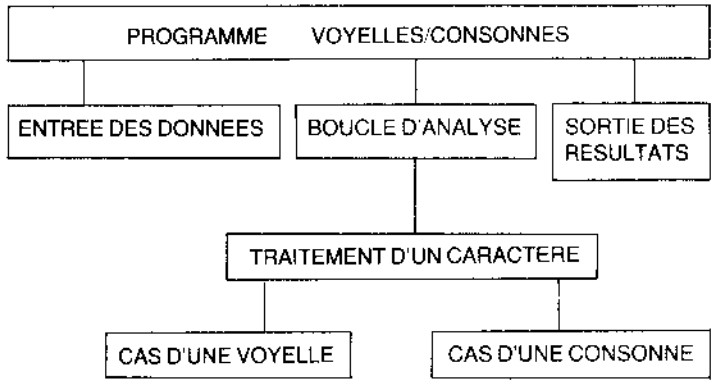 PROGRAMME VOYELLES/CONSONNES
ENTREE DES DONNEES
BOUCLE D'ANALYSE
SORTIE DES
RESULTATS
TRAITEMENT D'UN CARACTERE
CAS D'UNE VOYELLE
CAS D'UNE CONSONNE